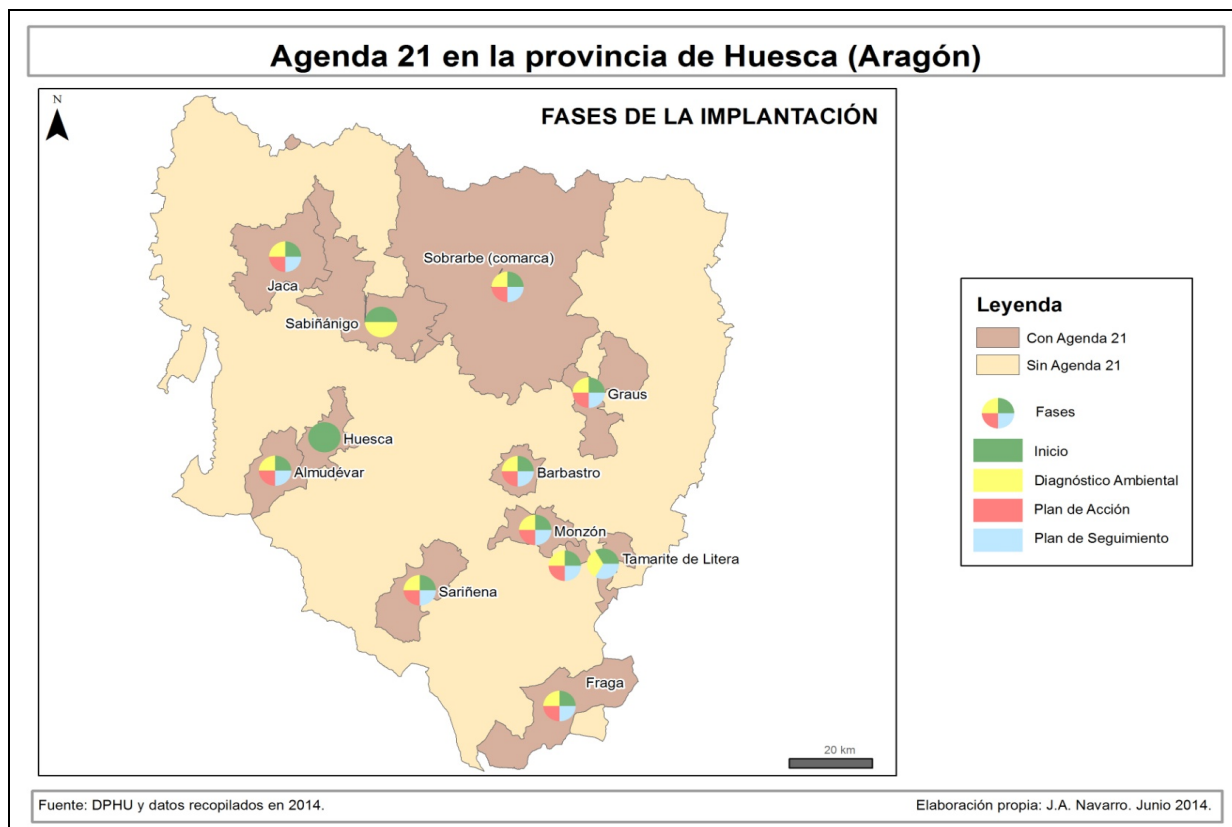 Agenda 21 en la provincia de Huesca (Aragón)
N
FASES DE LA IMPLANTACIÓN
Sobrarbe (comarca)
Jaca
Sabiñánigo
Graus
Huesca
Almudévar
Barbastro
Monzón
Tamarite de Litera
Sariñena
Fraga
20 km
Leyenda
Con Agenda 21
Sin Agenda 21
Fases
Inicio
Diagnóstico Ambiental
Plan de Acción
Plan de Seguimiento
Fuente: DPHU y datos recopilados en 2014.
Elaboración propia: J.A. Navarro. Junio 2014.